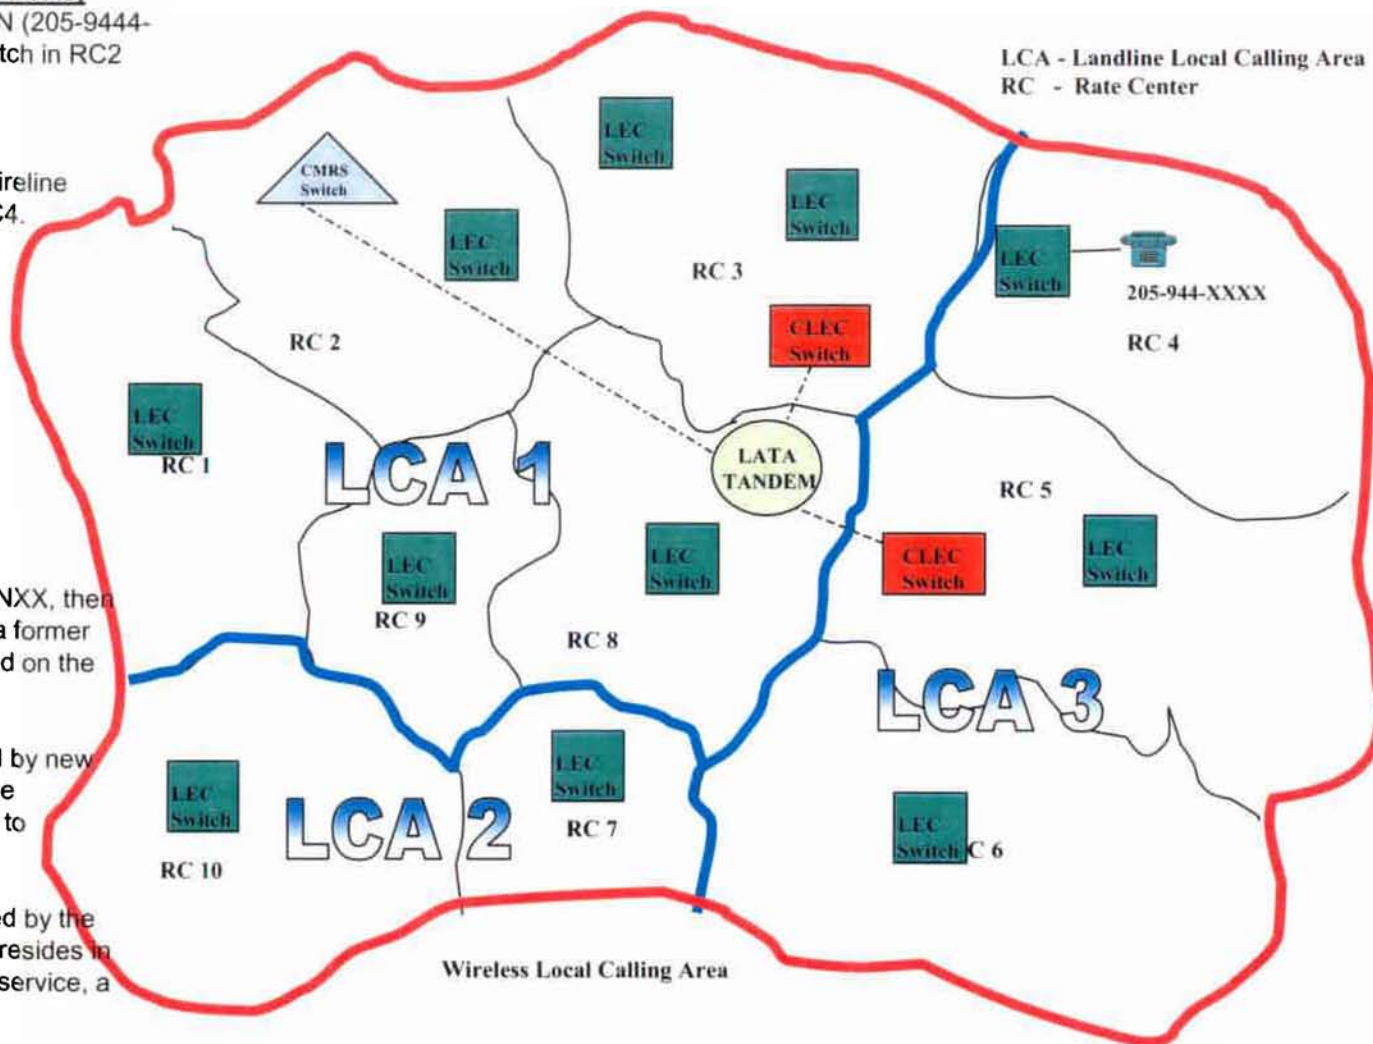 N (205-9444-
tch in RC2
ireline
C4.
NXX, then
a former
d on the
d by new
e
to
ed by the
resides in
service, a
LCA - Landline Local Calling Area
RC - Rate Center
CMRS
Switch
LEC
Switch
LEC
Switch
LEC
Switch
RC 3
LEC
Switch
205-944-XXXX
RC 4
RC 2
CLEC
Switch
LEC
Switch
RC 1
LCA 1
LATA
TANDEM
RC 5
LEC
Switch
RC 9
LEC
Switch
RC 8
CLEC
Switch
LEC
Switch
LCA 3
LEC
Switch
RC 10
LCA 2
LEC
Switch
RC 7
LEC
Switch
C 6
Wireless Local Calling Area